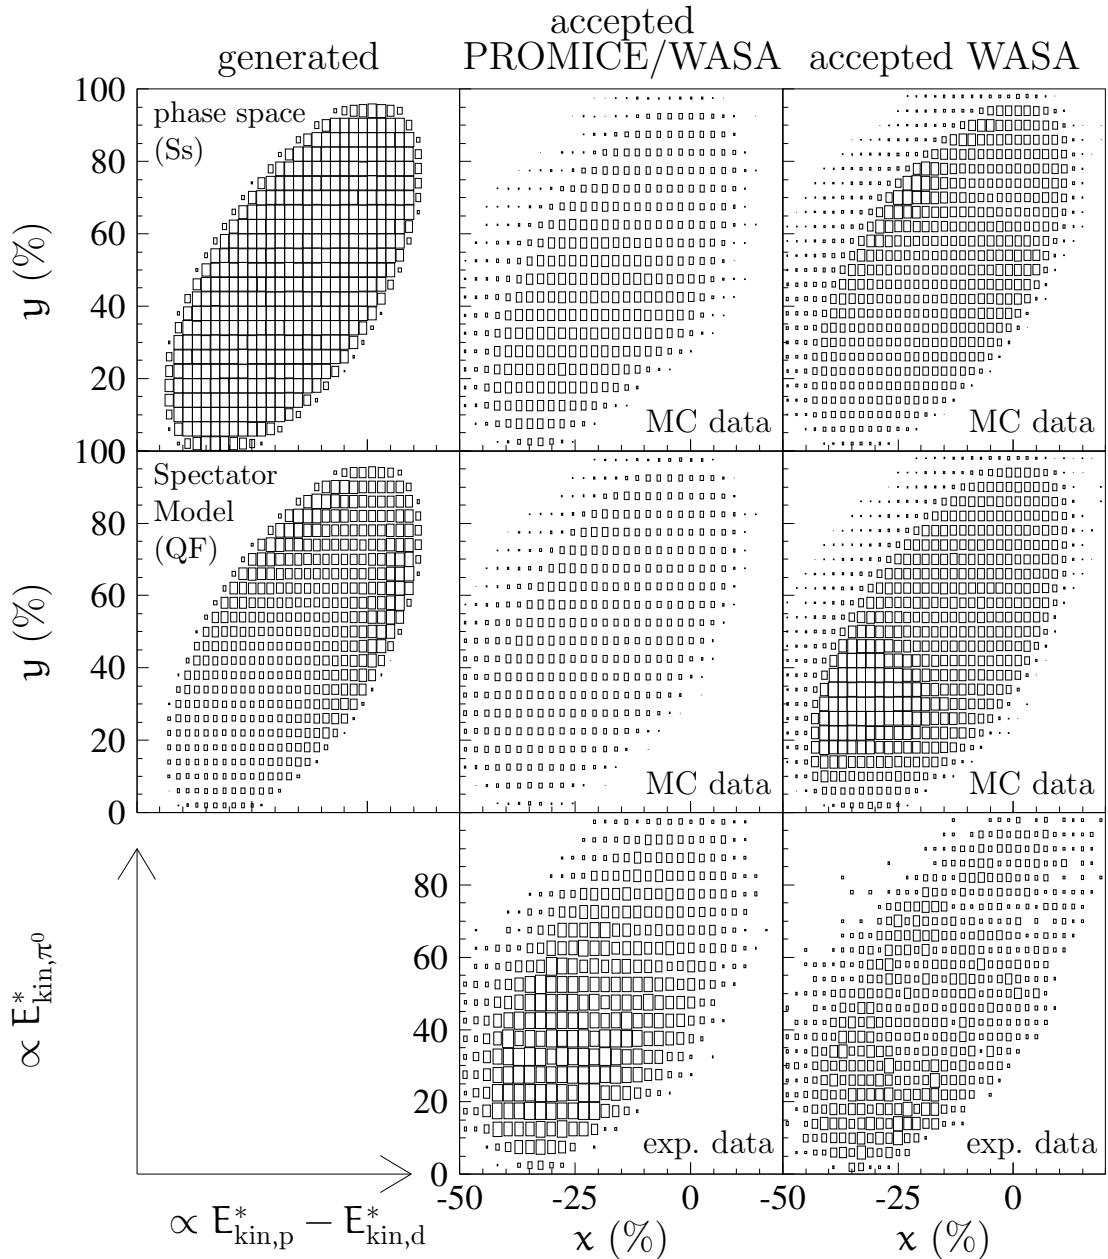 generated
accepted
PROMICE/WASA
accepted WASA
100
80
60
40
20
y (%)
phase space
(Ss)
MC data
MC data
100
80
60
40
20
0
y (%)
Spectator
Model
(QF)
MC data
MC data
∝ E*kin,π0
80
60
40
20
0
exp. data
exp. data
-50
-25
0
-50
-25
0
∝ E*kin,p − E*kin,d
x (%)
x (%)